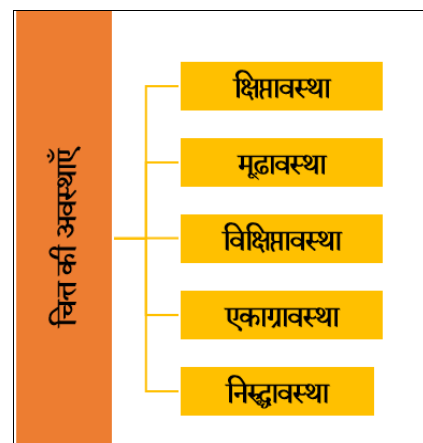 चित्त की अवस्थाएँ
क्षिप्तावस्था
मूढावस्था
विक्षिप्तावस्था
एकाग्रावस्था
निरुद्धावस्था